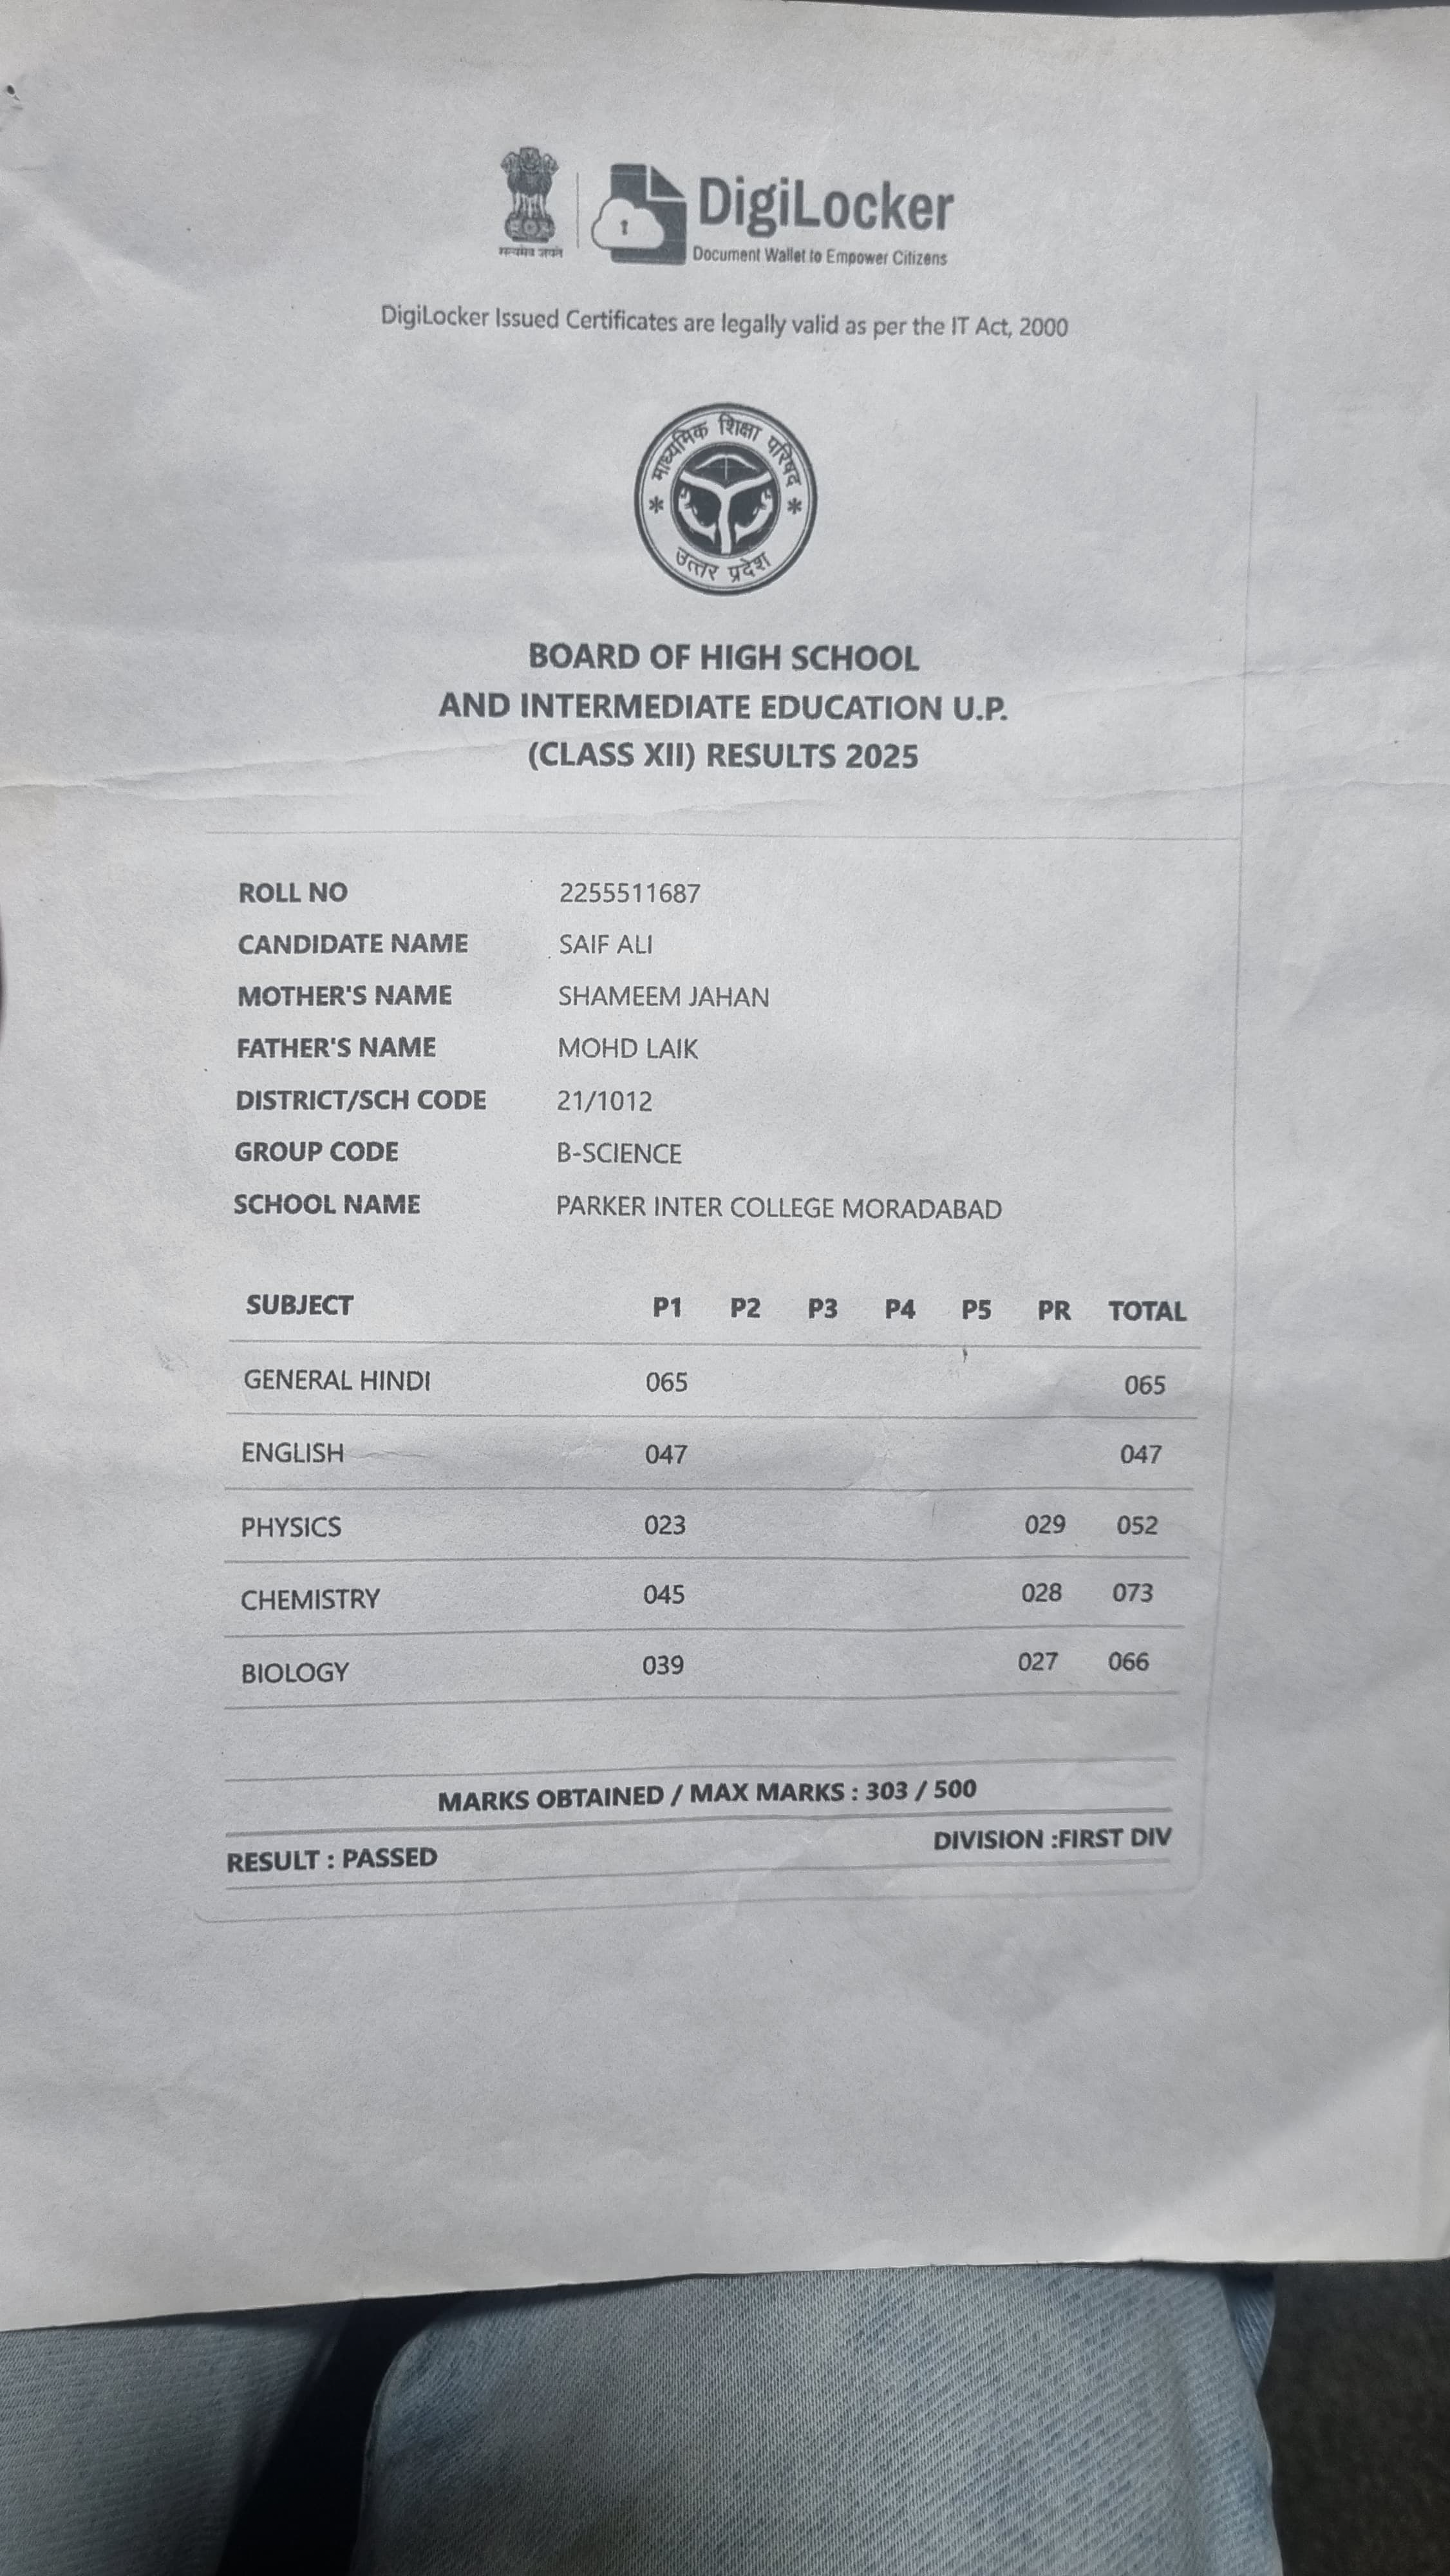 सत्यमेव जयते
DigiLocker
Document Wallet to Empower Citizens
DigiLocker Issued Certificates are legally valid as per the IT Act, 2000
माध्यमिक शिक्षा परिषद
* *
उत्तर प्रदेश
BOARD OF HIGH SCHOOL
AND INTERMEDIATE EDUCATION U.P.
(CLASS XII) RESULTS 2025
ROLL NO 2255511687
CANDIDATE NAME SAIF ALI
MOTHER'S NAME SHAMEEM JAHAN
FATHER'S NAME MOHD LAIK
DISTRICT/SCH CODE 21/1012
GROUP CODE B-SCIENCE
SCHOOL NAME PARKER INTER COLLEGE MORADABAD
SUBJECT P1 P2 P3 P4 P5 PR TOTAL
GENERAL HINDI 065 065
ENGLISH 047 047
PHYSICS 023 029 052
CHEMISTRY 045 028 073
BIOLOGY 039 027 066
MARKS OBTAINED / MAX MARKS : 303 / 500
RESULT : PASSED DIVISION :FIRST DIV